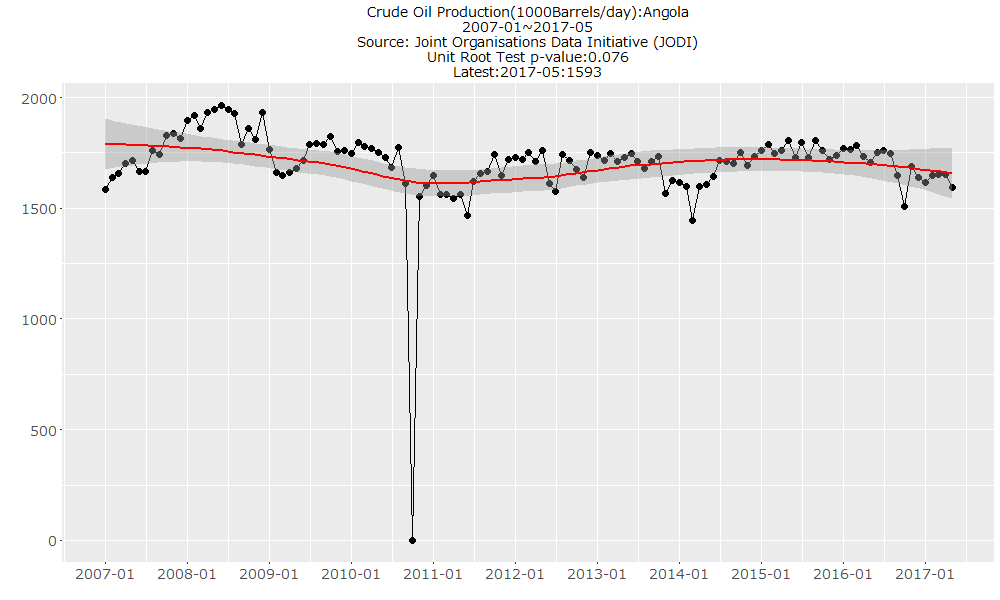 Crude Oil Production(1000Barrels/day):Angola
2007-01~2017-05
Source: Joint Organisations Data Initiative (JODI)
Unit Root Test p-value:0.076
Latest:2017-05:1593
2000
1500
1000
500
0
2007-01 2008-01 2009-01 2010-01 2011-01 2012-01 2013-01 2014-01 2015-01 2016-01 2017-01